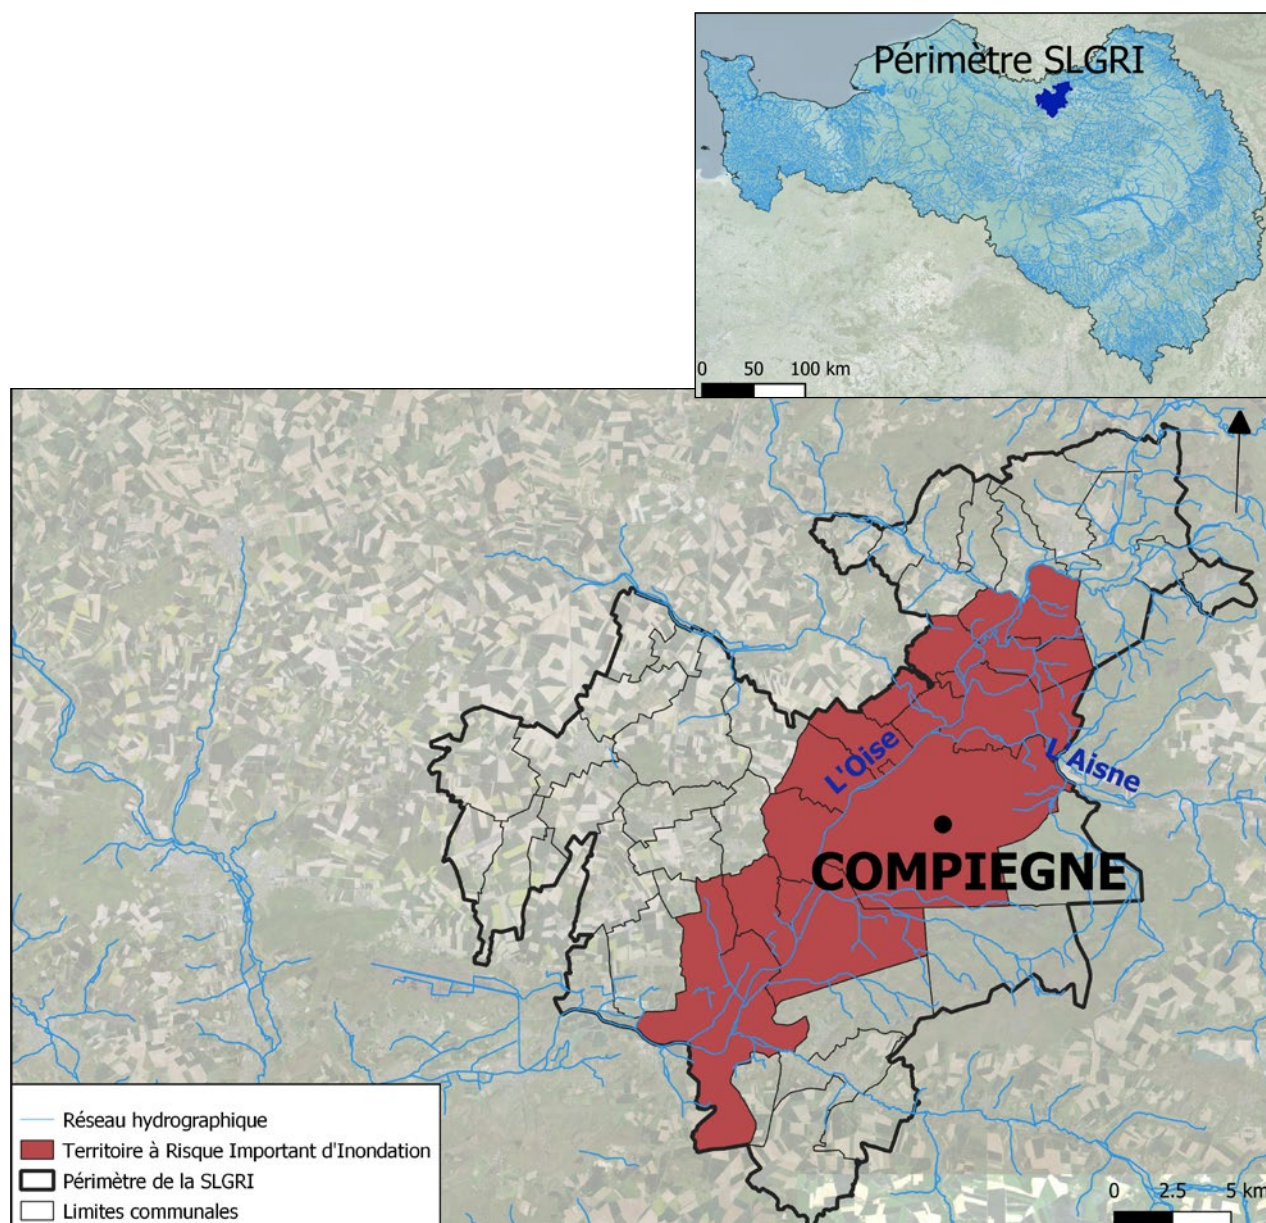 Périmètre SLGRI
0 50 100 km
L'Oise
L'Aisne
COMPIEGNE
Réseau hydrographique
Territoire à Risque Important d'Inondation
Périmètre de la SLGRI
Limites communales
0 2.5 5 km